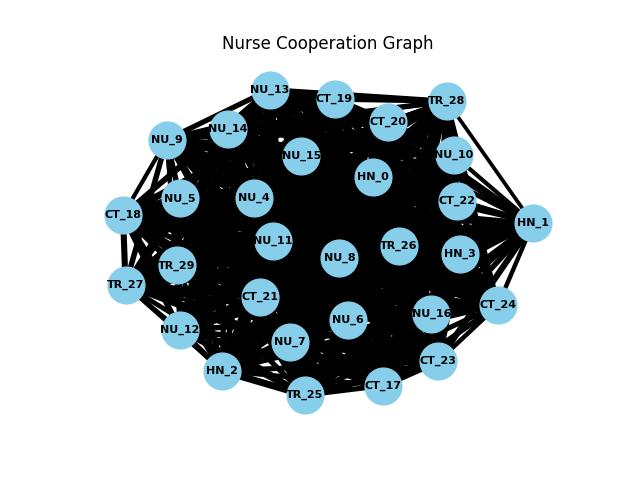 Nurse Cooperation Graph
NU_13
CT_19
TR_28
CT_20
NU_14
NU_9
NU_15
NU_10
HN_0
NU_5
NU_4
CT_22
CT_18
HN_1
NU_11
TR_26
HN_3
NU_8
TR_29
TR_27
CT_21
CT_24
NU_16
NU_6
NU_12
NU_7
CT_23
HN_2
CT_17
TR_25